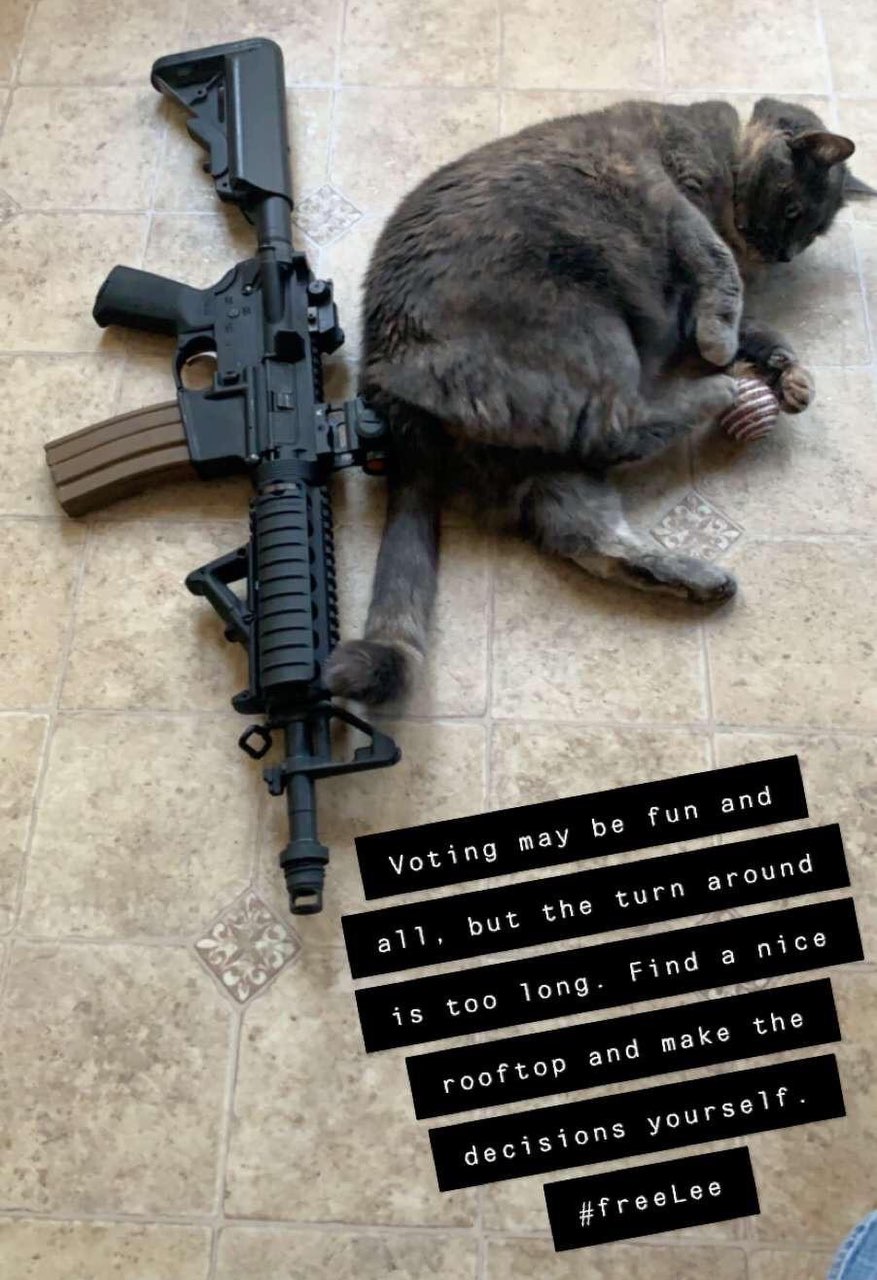 Voting may be fun and
all, but the turn around
is too long. Find a nice
rooftop and make the
decisions yourself.
#freeLee